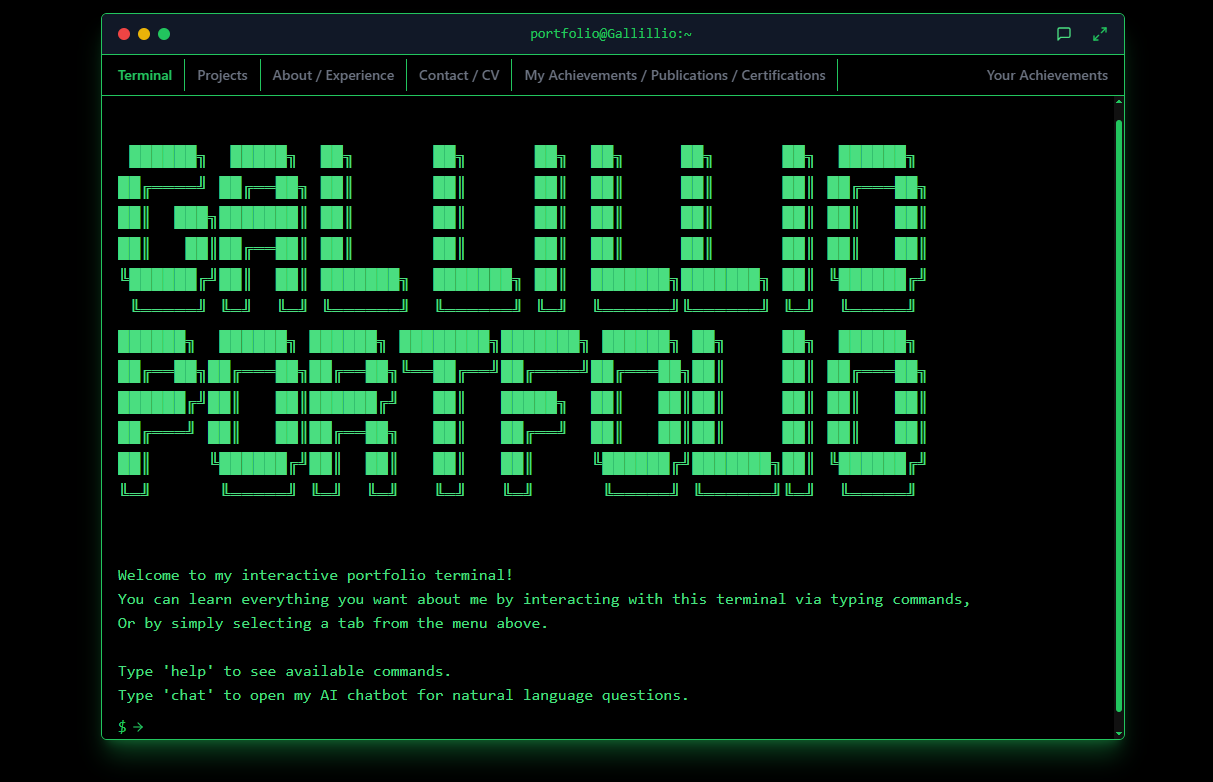 portfolio@Gallillio:~
Terminal
Projects
About / Experience
Contact / CV
My Achievements / Publications / Certifications
Your Achievements
GALLILLIO
PORTFOLIO
Welcome to my interactive portfolio terminal!
You can learn everything you want about me by interacting with this terminal via typing commands,
Or by simply selecting a tab from the menu above.
Type 'help' to see available commands.
Type 'chat' to open my AI chatbot for natural language questions.
$ →